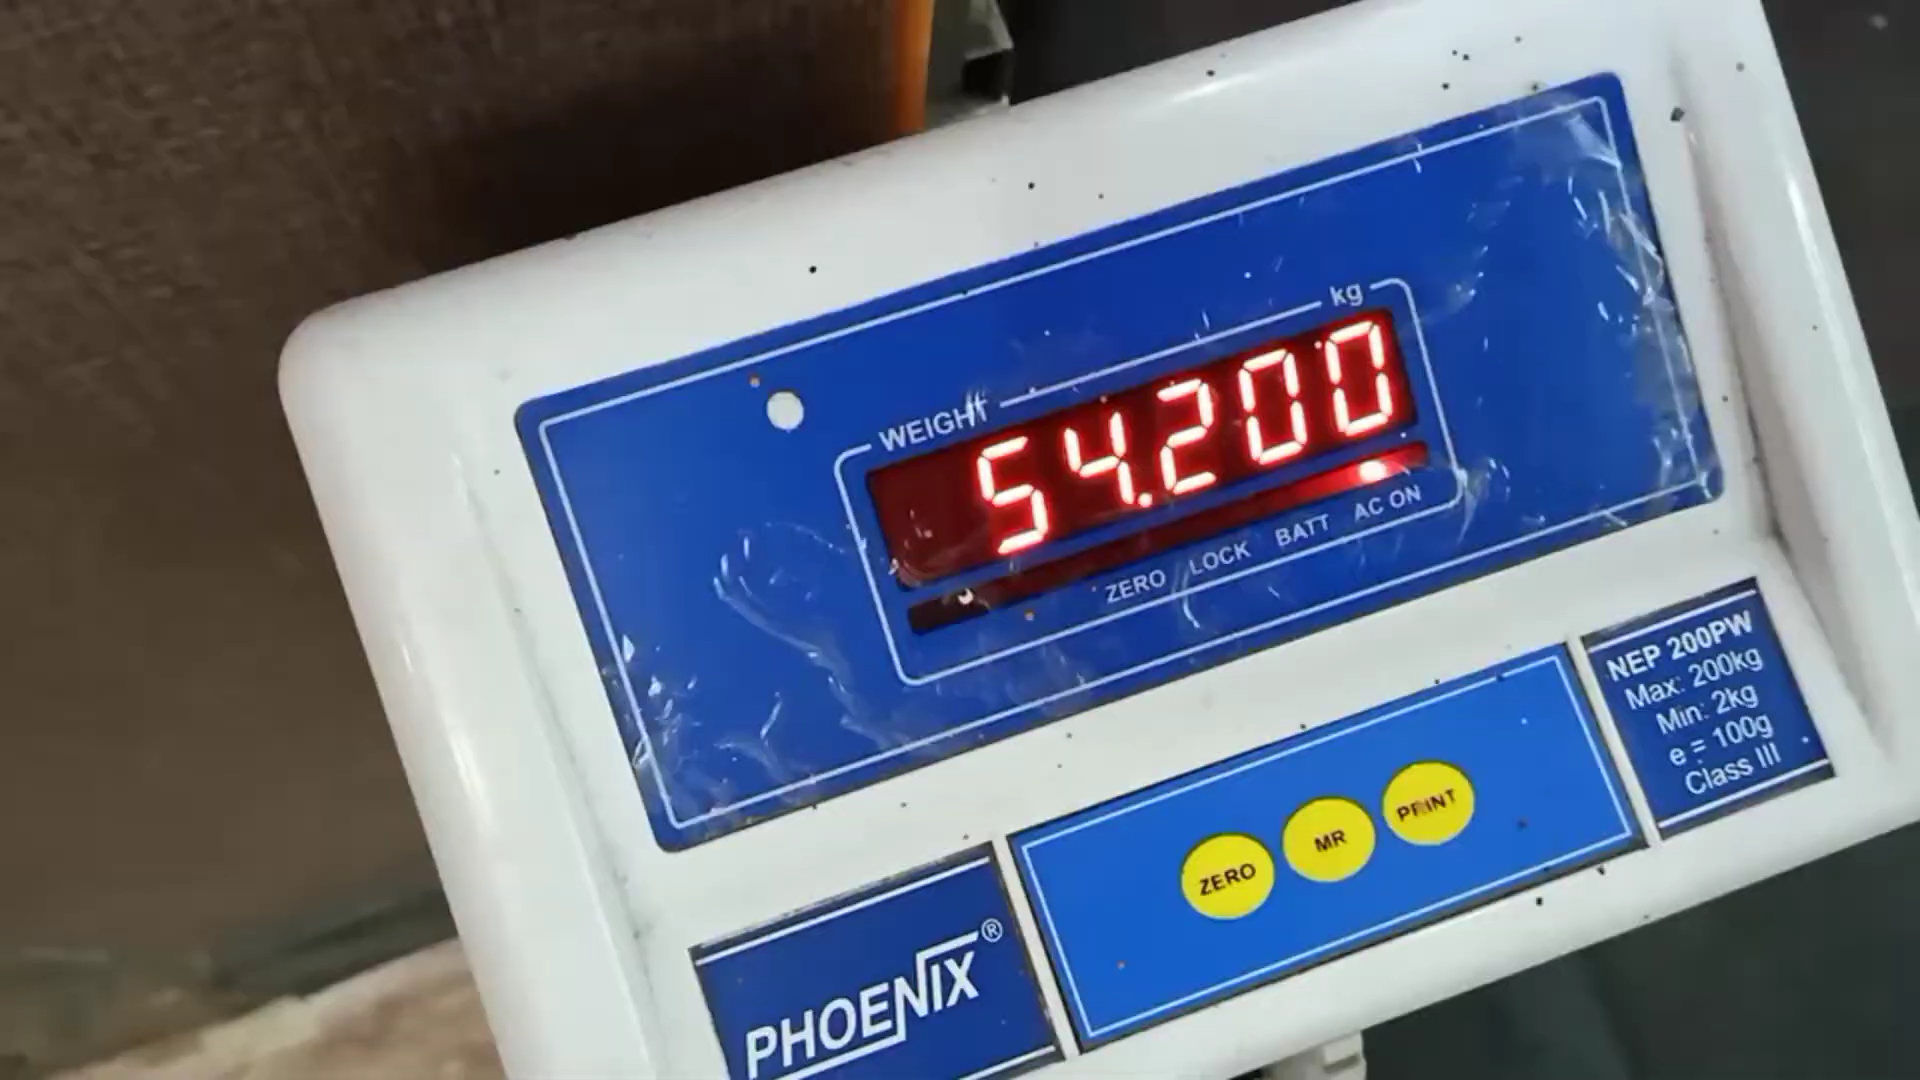 WEIGHT kg
54.200
ZERO LOCK BATT AC ON
NEP 200PW
Max: 200kg
Min: 2kg
e = 100g
Class III
ZERO MR PRINT
PHOENIX®